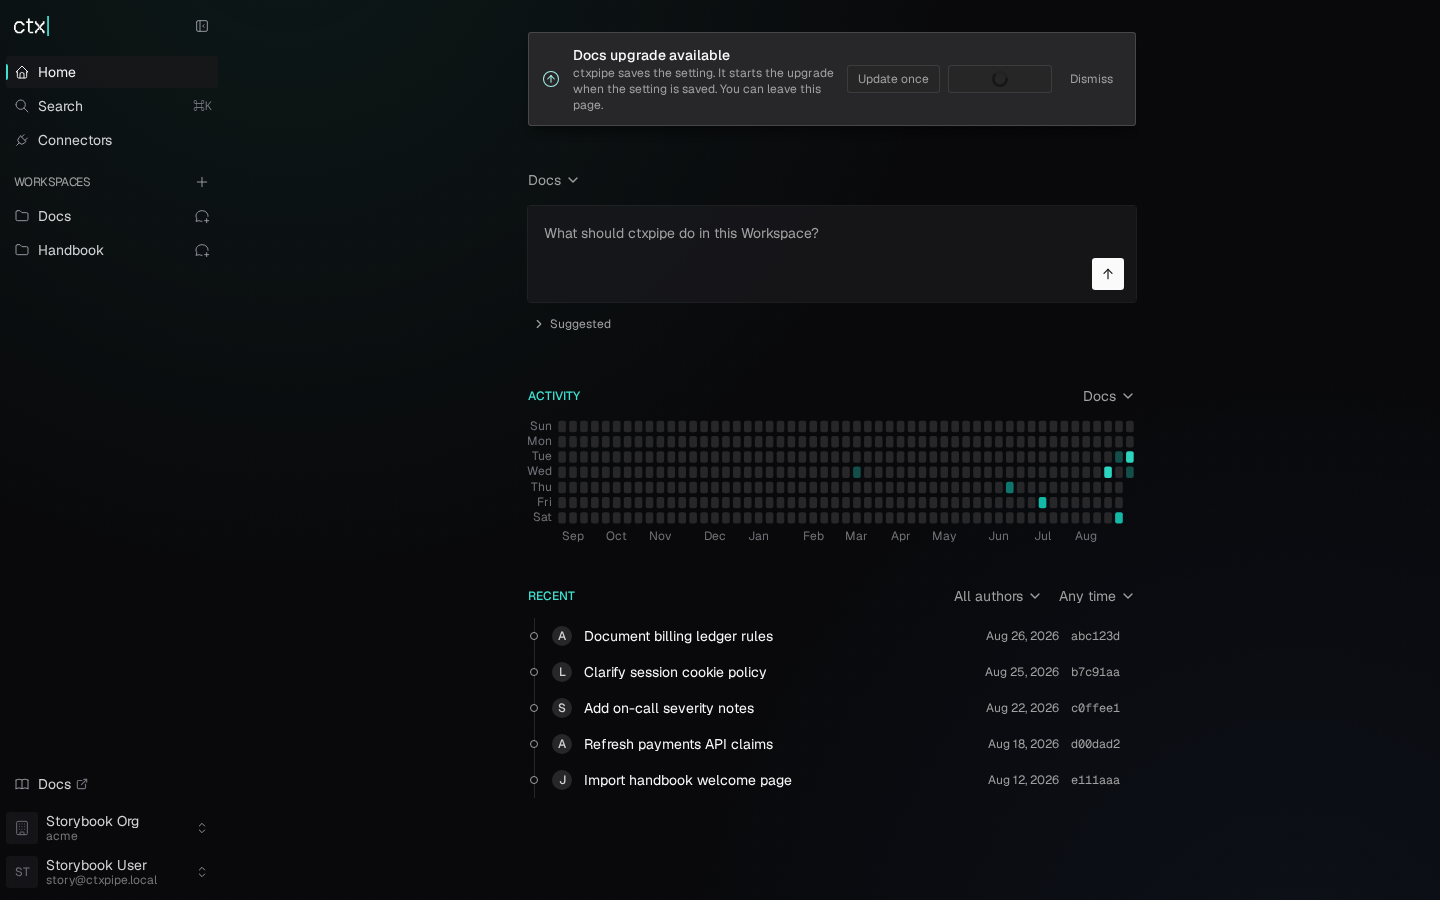 ctx
Home
Search ⌘K
Connectors
WORKSPACES
Docs
Handbook
Docs
Storybook Org
acme
ST
Storybook User
story@ctxpipe.local
Docs upgrade available
ctxpipe saves the setting. It starts the upgrade
when the setting is saved. You can leave this
page.
Update once
Dismiss
Docs
What should ctxpipe do in this Workspace?
Suggested
ACTIVITY
Docs
Sun
Mon
Tue
Wed
Thu
Fri
Sat
Sep Oct Nov Dec Jan Feb Mar Apr May Jun Jul Aug
RECENT
All authors
Any time
A Document billing ledger rules Aug 26, 2026 abc123d
L Clarify session cookie policy Aug 25, 2026 b7c91aa
S Add on-call severity notes Aug 22, 2026 c0ffee1
A Refresh payments API claims Aug 18, 2026 d00dad2
J Import handbook welcome page Aug 12, 2026 e111aaa